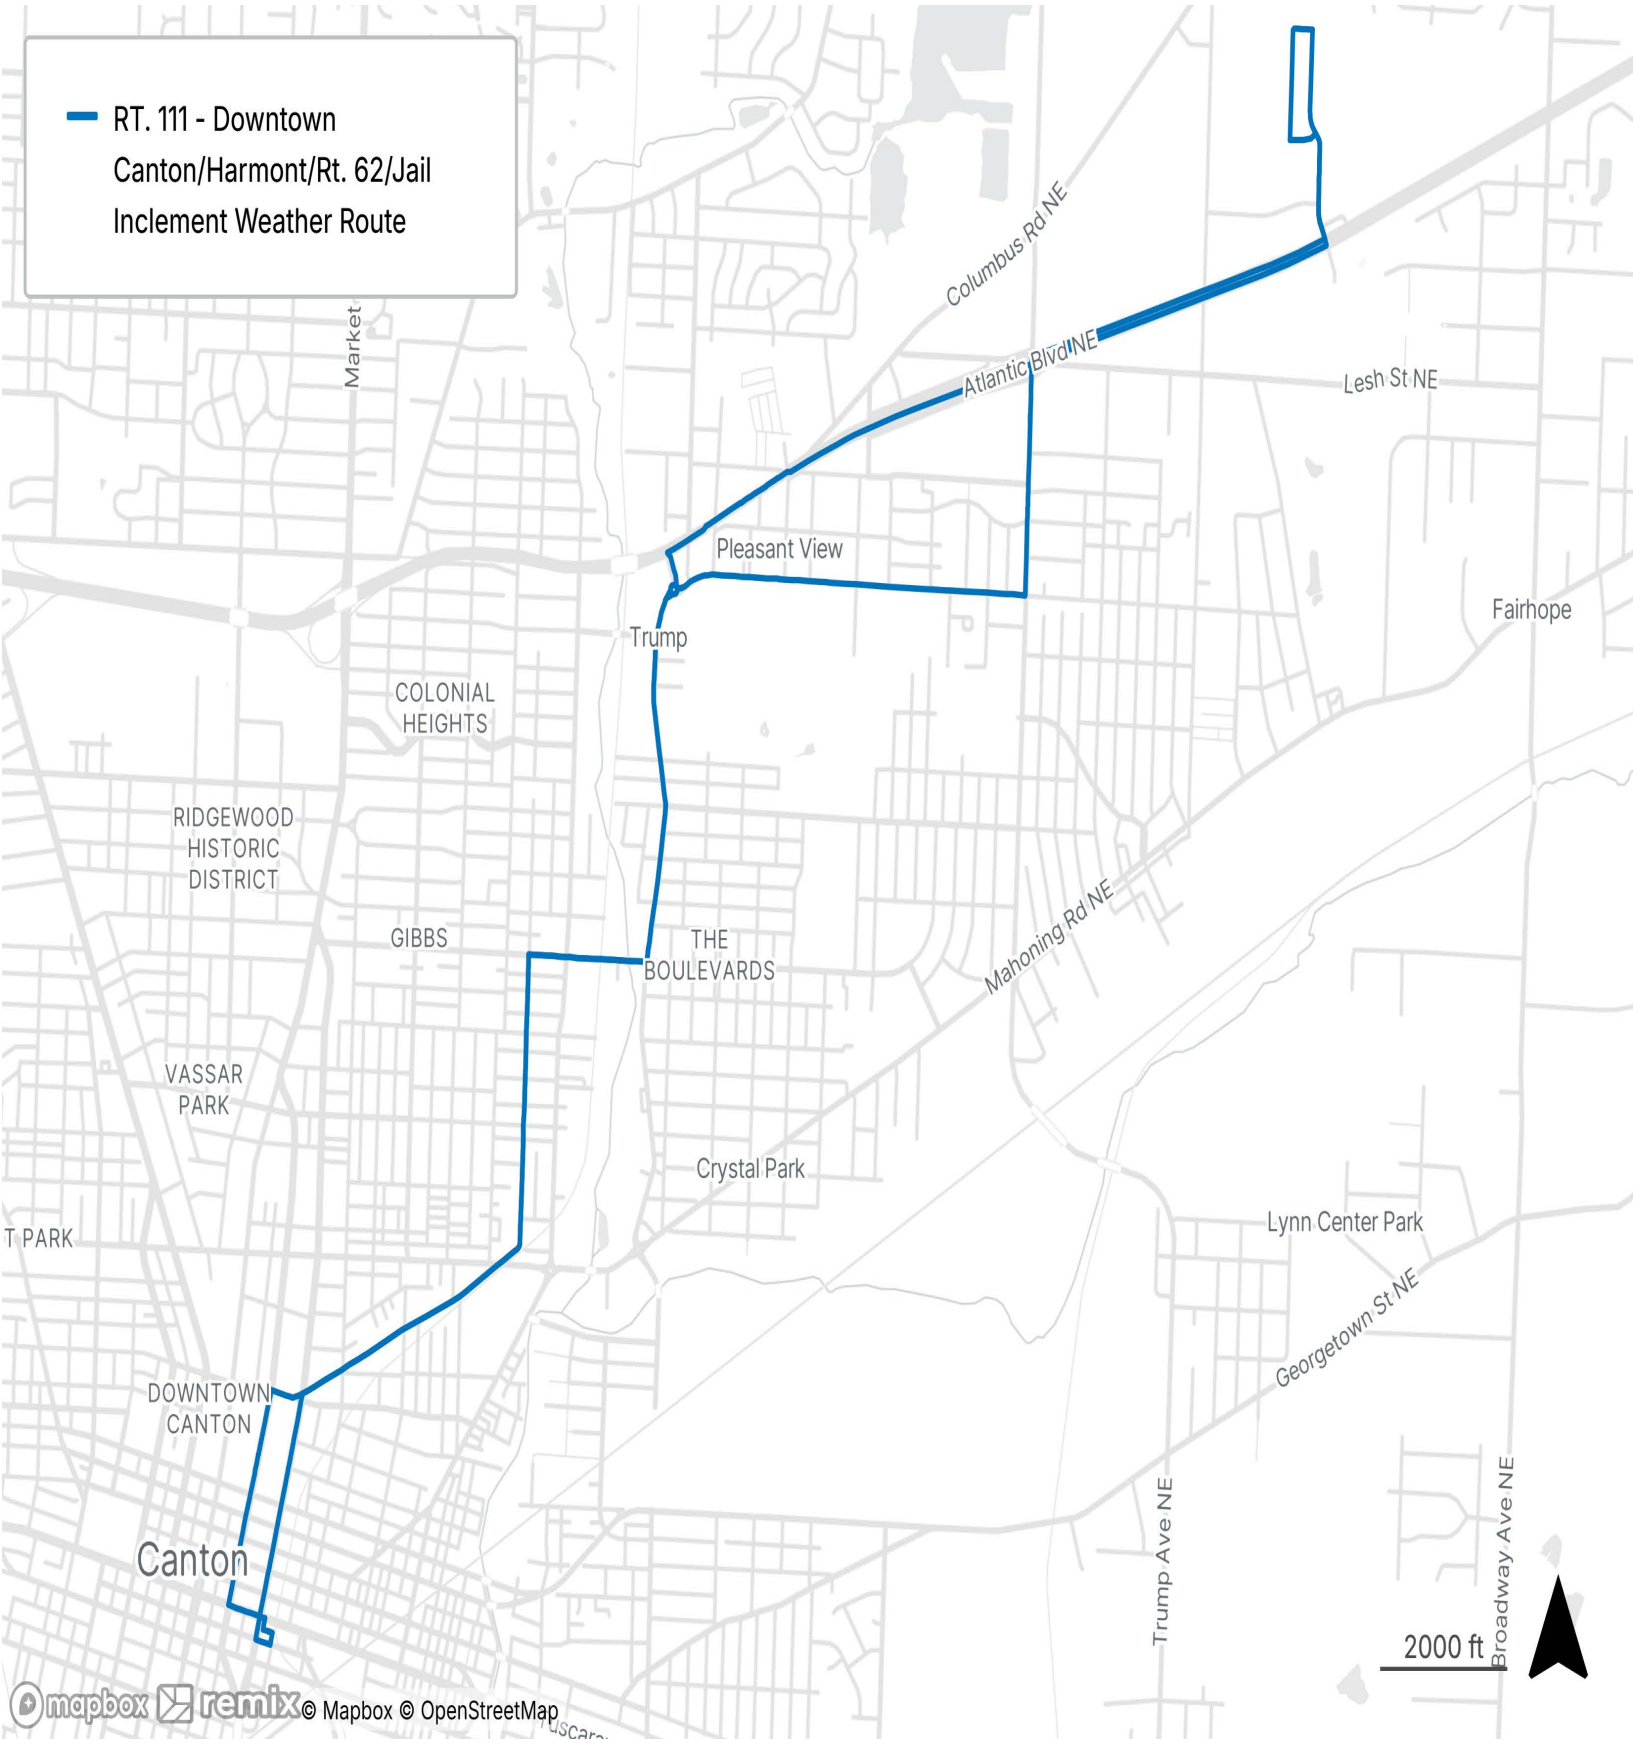 RT. 111 - Downtown
Canton/Harmont/Rt. 62/Jail
Inclement Weather Route
Columbus Rd NE
Market
Atlantic Blvd NE
Lesh St NE
Pleasant View
Fairhope
Trump
COLONIAL
HEIGHTS
RIDGEWOOD
HISTORIC
DISTRICT
GIBBS
THE
BOULEVARDS
Mahoning Rd NE
VASSAR
PARK
Crystal Park
T PARK
Lynn Center Park
Georgetown St NE
DOWNTOWN
CANTON
Canton
Trump Ave NE
Broadway Ave NE
2000 ft
mapbox remix © Mapbox © OpenStreetMap